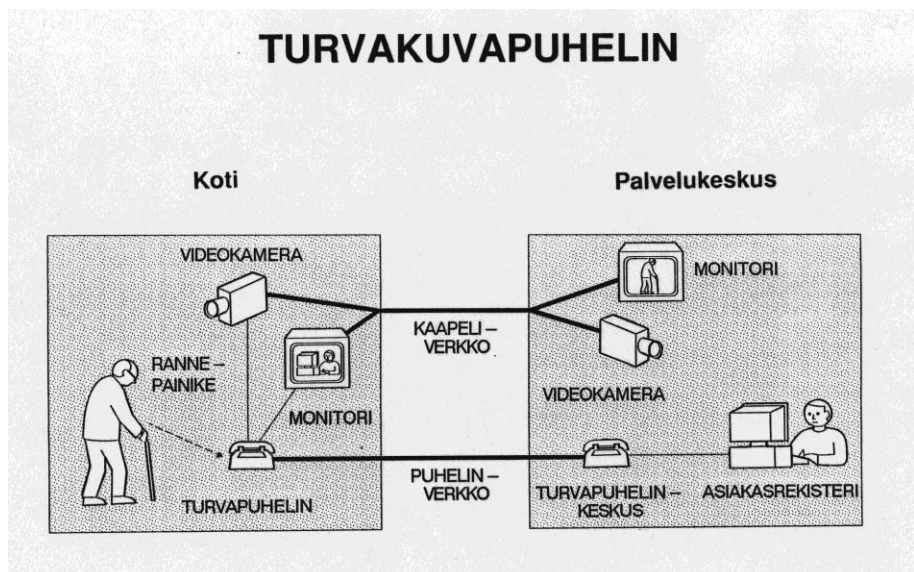 TURVAKUVAPUHELIN
Koti
Palvelukeskus
VIDEOKAMERA
MONITORI
KAAPELI –
VERKKO
RANNE –
PAINIKE
MONITORI
VIDEOKAMERA
PUHELIN –
VERKKO
TURVAPUHELIN
TURVAPUHELIN –
KESKUS
ASIAKASREKISTERI